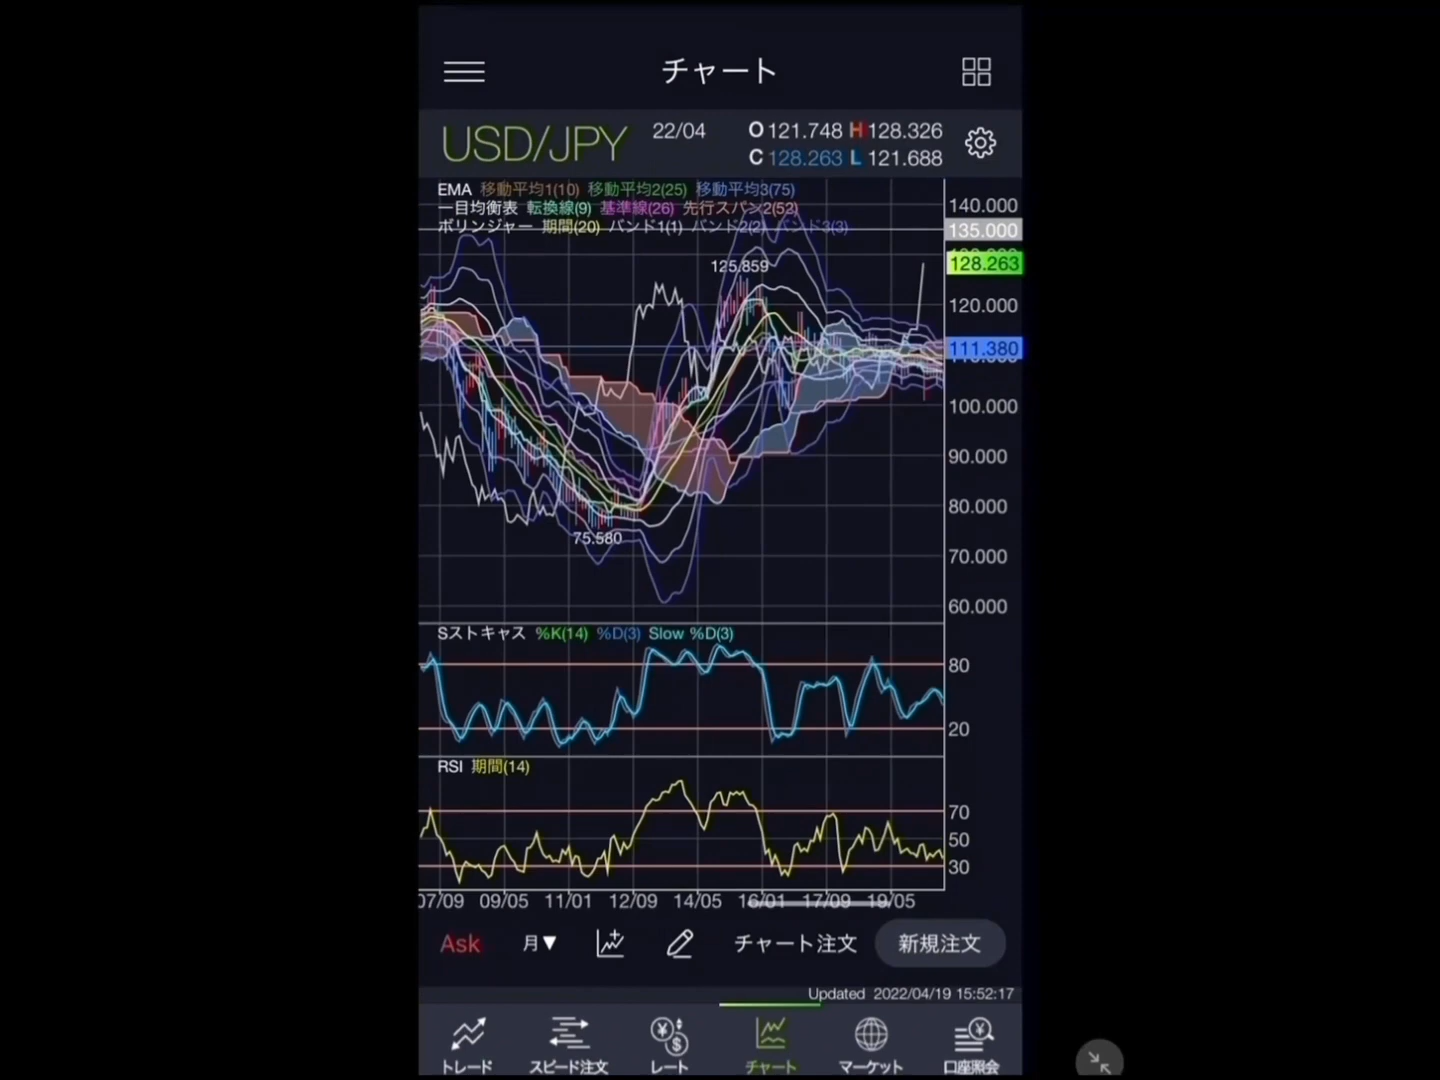 チャート
USD/JPY 22/04 O 121.748 H 128.326
C 128.263 L 121.688
EMA 移動平均1(10) 移動平均2(25) 移動平均3(75)
一目均衡表 転換線(9) 基準線(26) 先行スパン2(52)
ボリンジャー 期間(20) バンド1(1) バンド2(2) バンド3(3)
140.000
135.000
128.263
125.859
120.000
111.380
100.000
90.000
80.000
75.580
70.000
60.000
Sストキャス %K(14) %D(3) Slow %D(3)
80
20
RSI 期間(14)
70
50
30
07/09 09/05 11/01 12/09 14/05 16/01 17/09 19/05
Ask 月▼ チャート注文 新規注文
Updated 2022/04/19 15:52:17
トレード スピード注文 レート チャート マーケット 口座照会